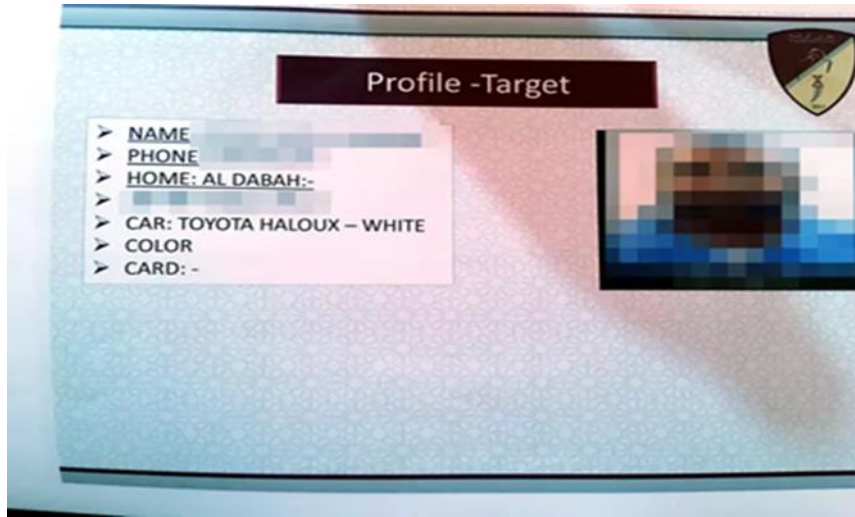 Profile -Target
NAME
PHONE
HOME: AL DABAH:-
CAR: TOYOTA HALOUX – WHITE
COLOR
CARD: -